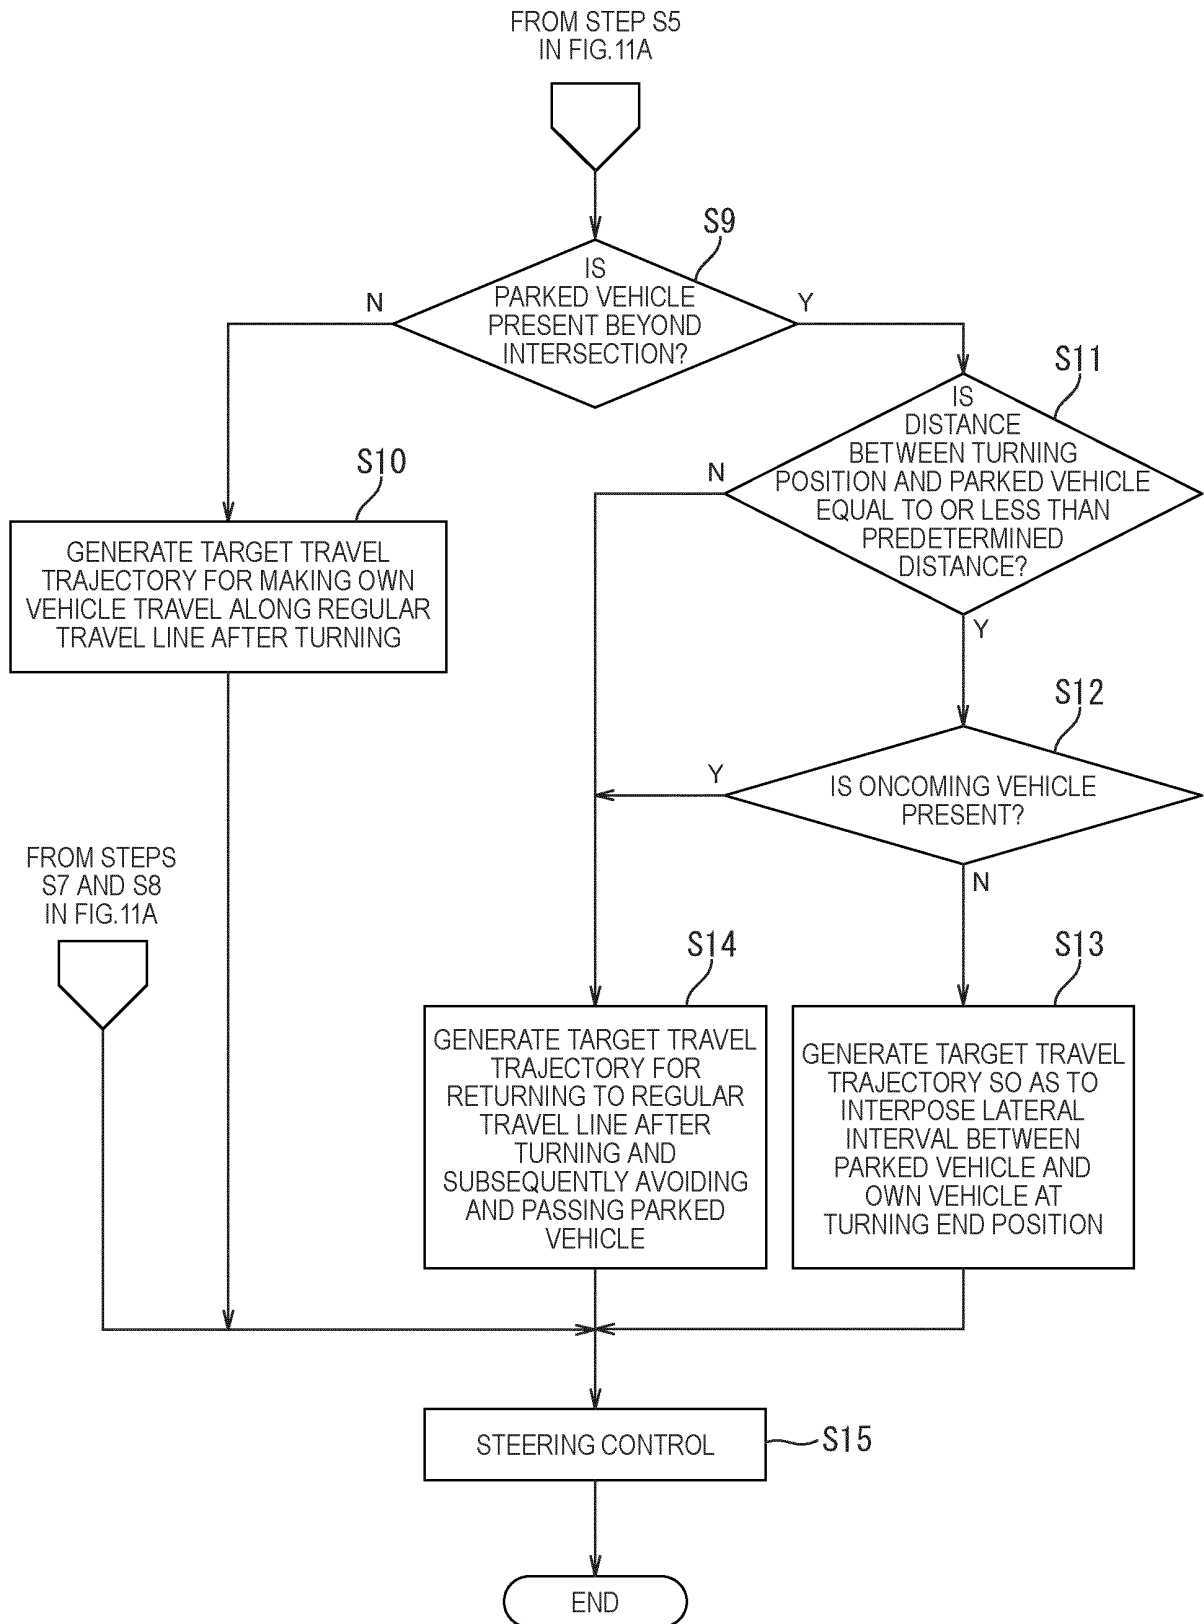 FROM STEP S5
IN FIG.11A
S9
IS
PARKED VEHICLE
PRESENT BEYOND
INTERSECTION?
N
Y
S11
IS
DISTANCE
BETWEEN TURNING
POSITION AND PARKED VEHICLE
EQUAL TO OR LESS THAN
PREDETERMINED
DISTANCE?
N
Y
S10
GENERATE TARGET TRAVEL
TRAJECTORY FOR MAKING OWN
VEHICLE TRAVEL ALONG REGULAR
TRAVEL LINE AFTER TURNING
S12
IS ONCOMING VEHICLE
PRESENT?
Y
N
FROM STEPS
S7 AND S8
IN FIG.11A
S14
GENERATE TARGET TRAVEL
TRAJECTORY FOR
RETURNING TO REGULAR
TRAVEL LINE AFTER
TURNING AND
SUBSEQUENTLY AVOIDING
AND PASSING PARKED
VEHICLE
S13
GENERATE TARGET TRAVEL
TRAJECTORY SO AS TO
INTERPOSE LATERAL
INTERVAL BETWEEN
PARKED VEHICLE AND
OWN VEHICLE AT
TURNING END POSITION
STEERING CONTROL
S15
END